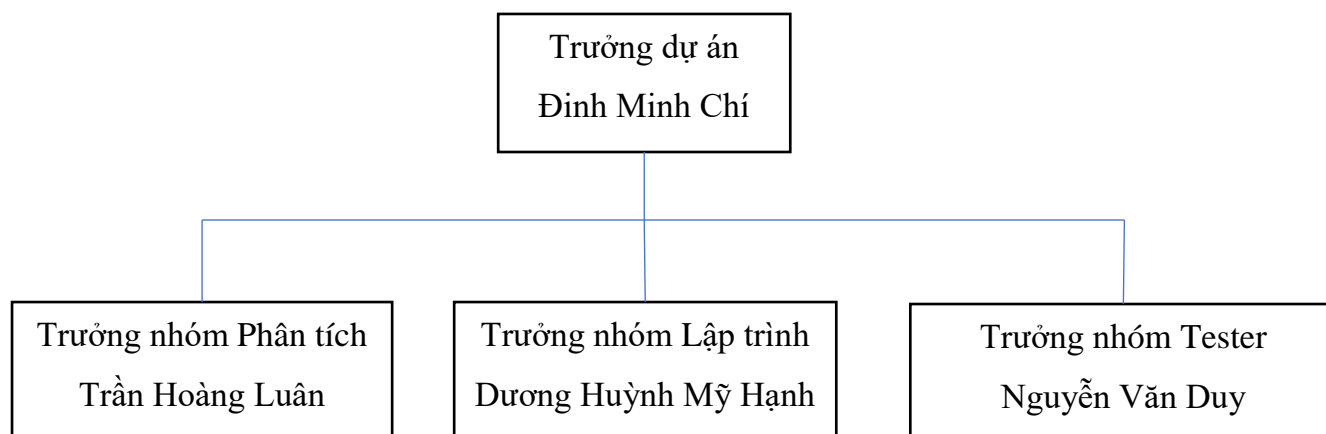 Trưởng dự án
Đinh Minh Chí
Trưởng nhóm Phân tích
Trần Hoàng Luân
Trưởng nhóm Lập trình
Dương Huỳnh Mỹ Hạnh
Trưởng nhóm Tester
Nguyễn Văn Duy